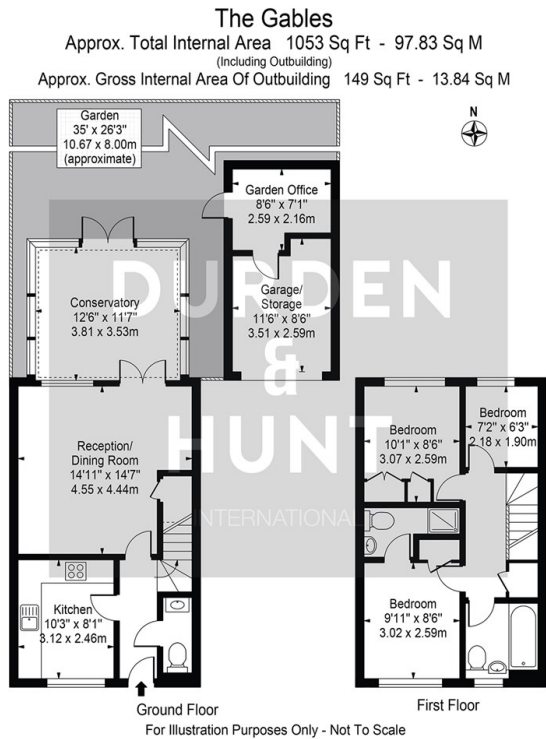 The Gables
Approx. Total Internal Area 1053 Sq Ft - 97.83 Sq M
(Including Outbuilding)
Approx. Gross Internal Area Of Outbuilding 149 Sq Ft - 13.84 Sq M
Garden
35' x 26'3"
10.67 x 8.00m
(approximate)
N
Garden Office
8'6" x 7'1"
2.59 x 2.16m
Garage/
Storage
11'6" x 8'6"
3.51 x 2.59m
Conservatory
12'6" x 11'7"
3.81 x 3.53m
DURDEN
&
HUNT
INTERNATIONAL
Reception/
Dining Room
14'11" x 14'7"
4.55 x 4.44m
Kitchen
10'3" x 8'1"
3.12 x 2.46m
Bedroom
10'1" x 8'6"
3.07 x 2.59m
Bedroom
7'2" x 6'3"
2.18 x 1.90m
Bedroom
9'11" x 8'6"
3.02 x 2.59m
Ground Floor
First Floor
For Illustration Purposes Only - Not To Scale